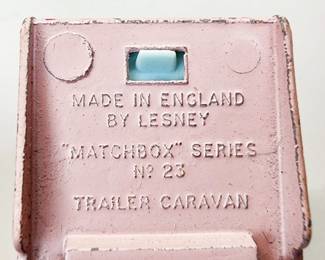 MADE IN ENGLAND
BY LESNEY
"MATCHBOX" SERIES
Nº 23
TRAILER CARAVAN